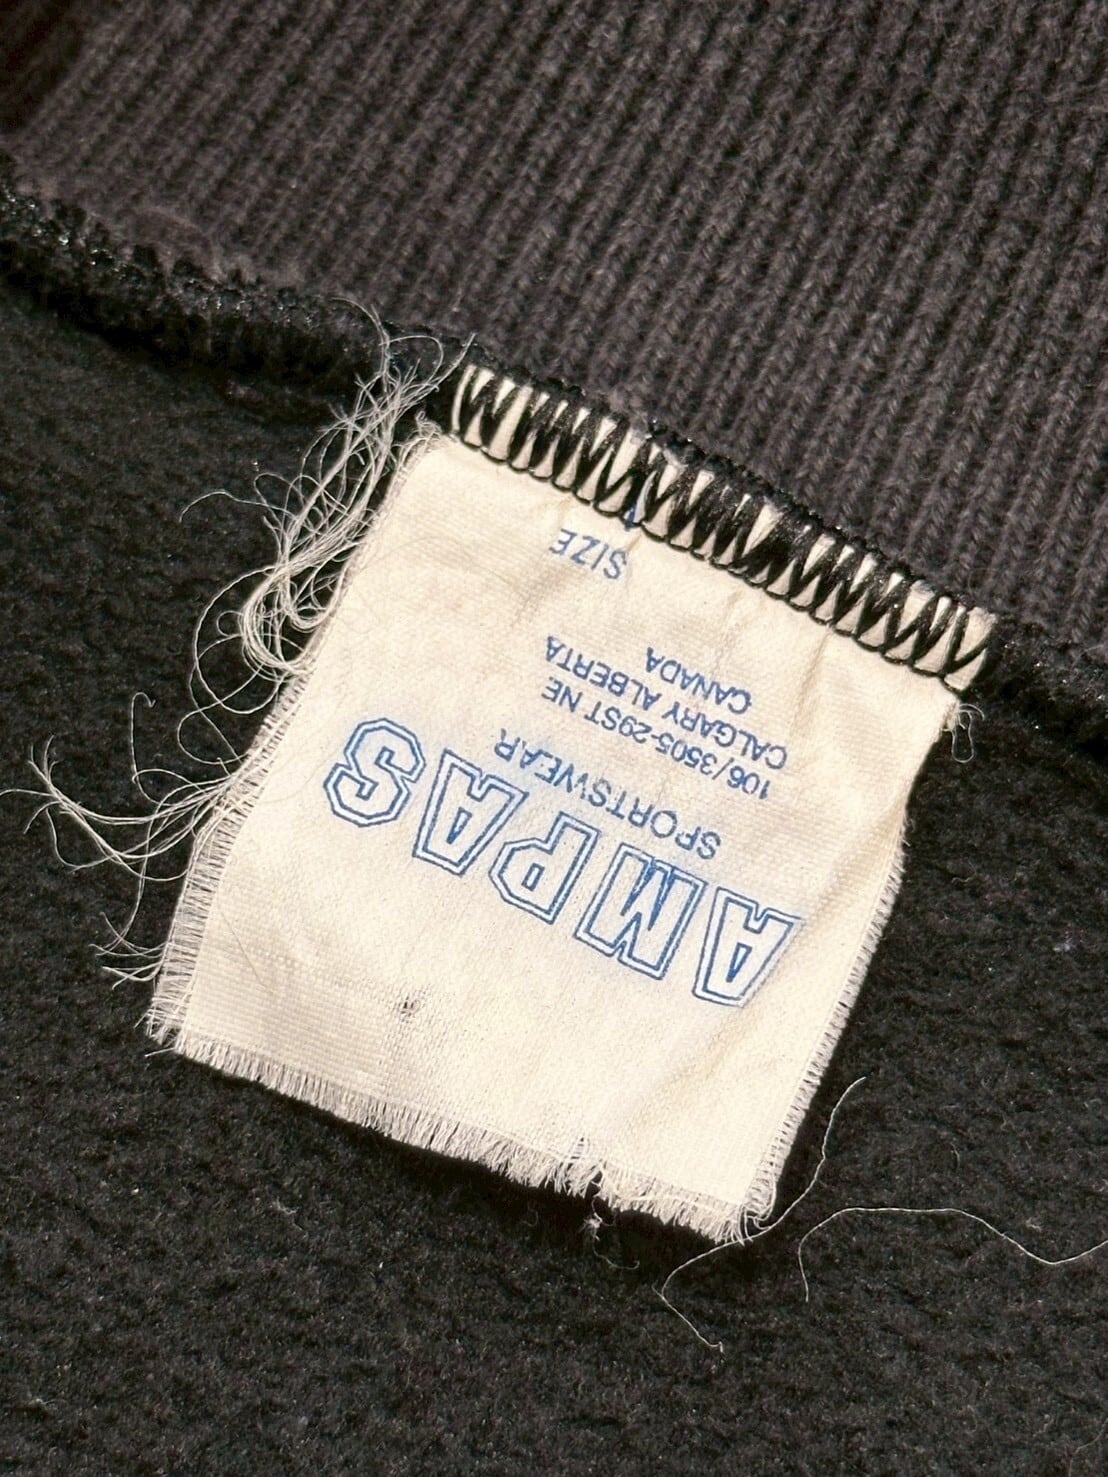 AMPAS
SPORTSWEAR
106/3505-29ST NE
CALGARY ALBERTA
CANADA
SIZE